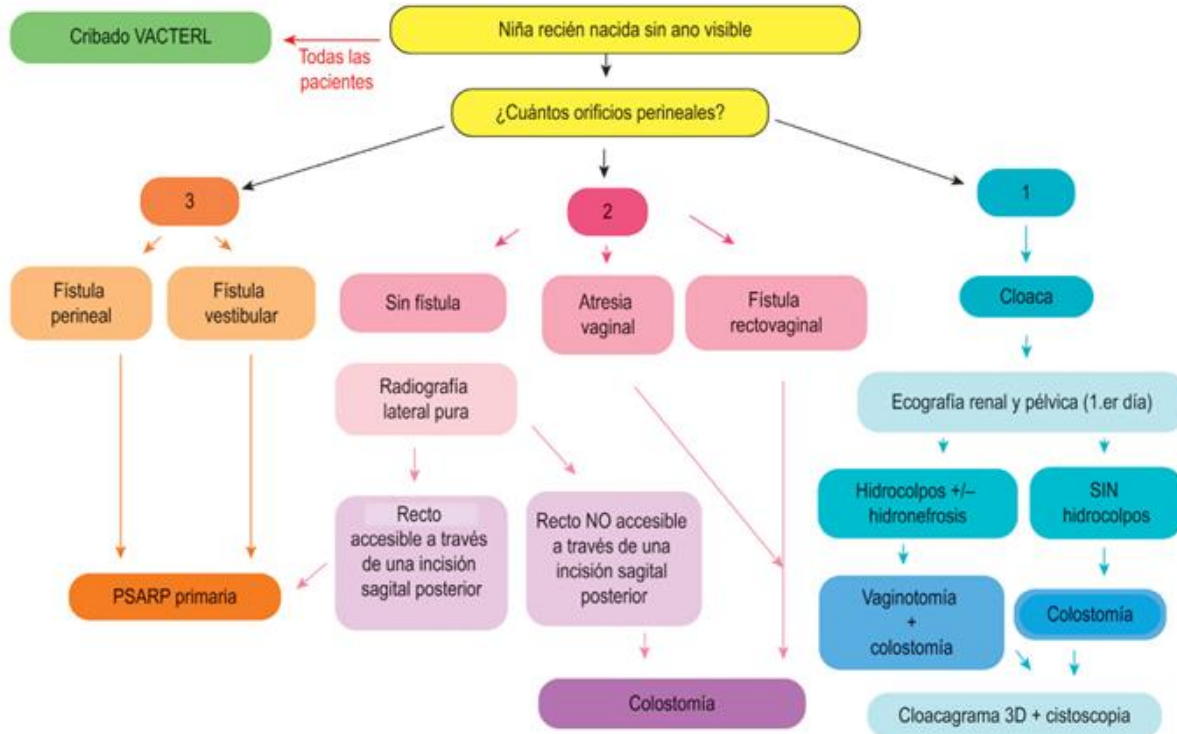 Cribado VACTERL
Niña recién nacida sin ano visible
Todas las
pacientes
¿Cuántos orificios perineales?
3
2
1
Fístula
perineal
Fístula
vestibular
Sin fístula
Atresia
vaginal
Fístula
rectovaginal
Cloaca
Radiografía
lateral pura
Ecografía renal y pélvica (1.er día)
Recto
accesible a través
de una incisión
sagital posterior
Recto NO accesible
a través de una
incisión sagital
posterior
Hidrocolpos +/–
hidronefrosis
SIN
hidrocolpos
PSARP primaria
Vaginotomía
+
colostomía
Colostomía
Colostomía
Cloacagrama 3D + cistoscopia